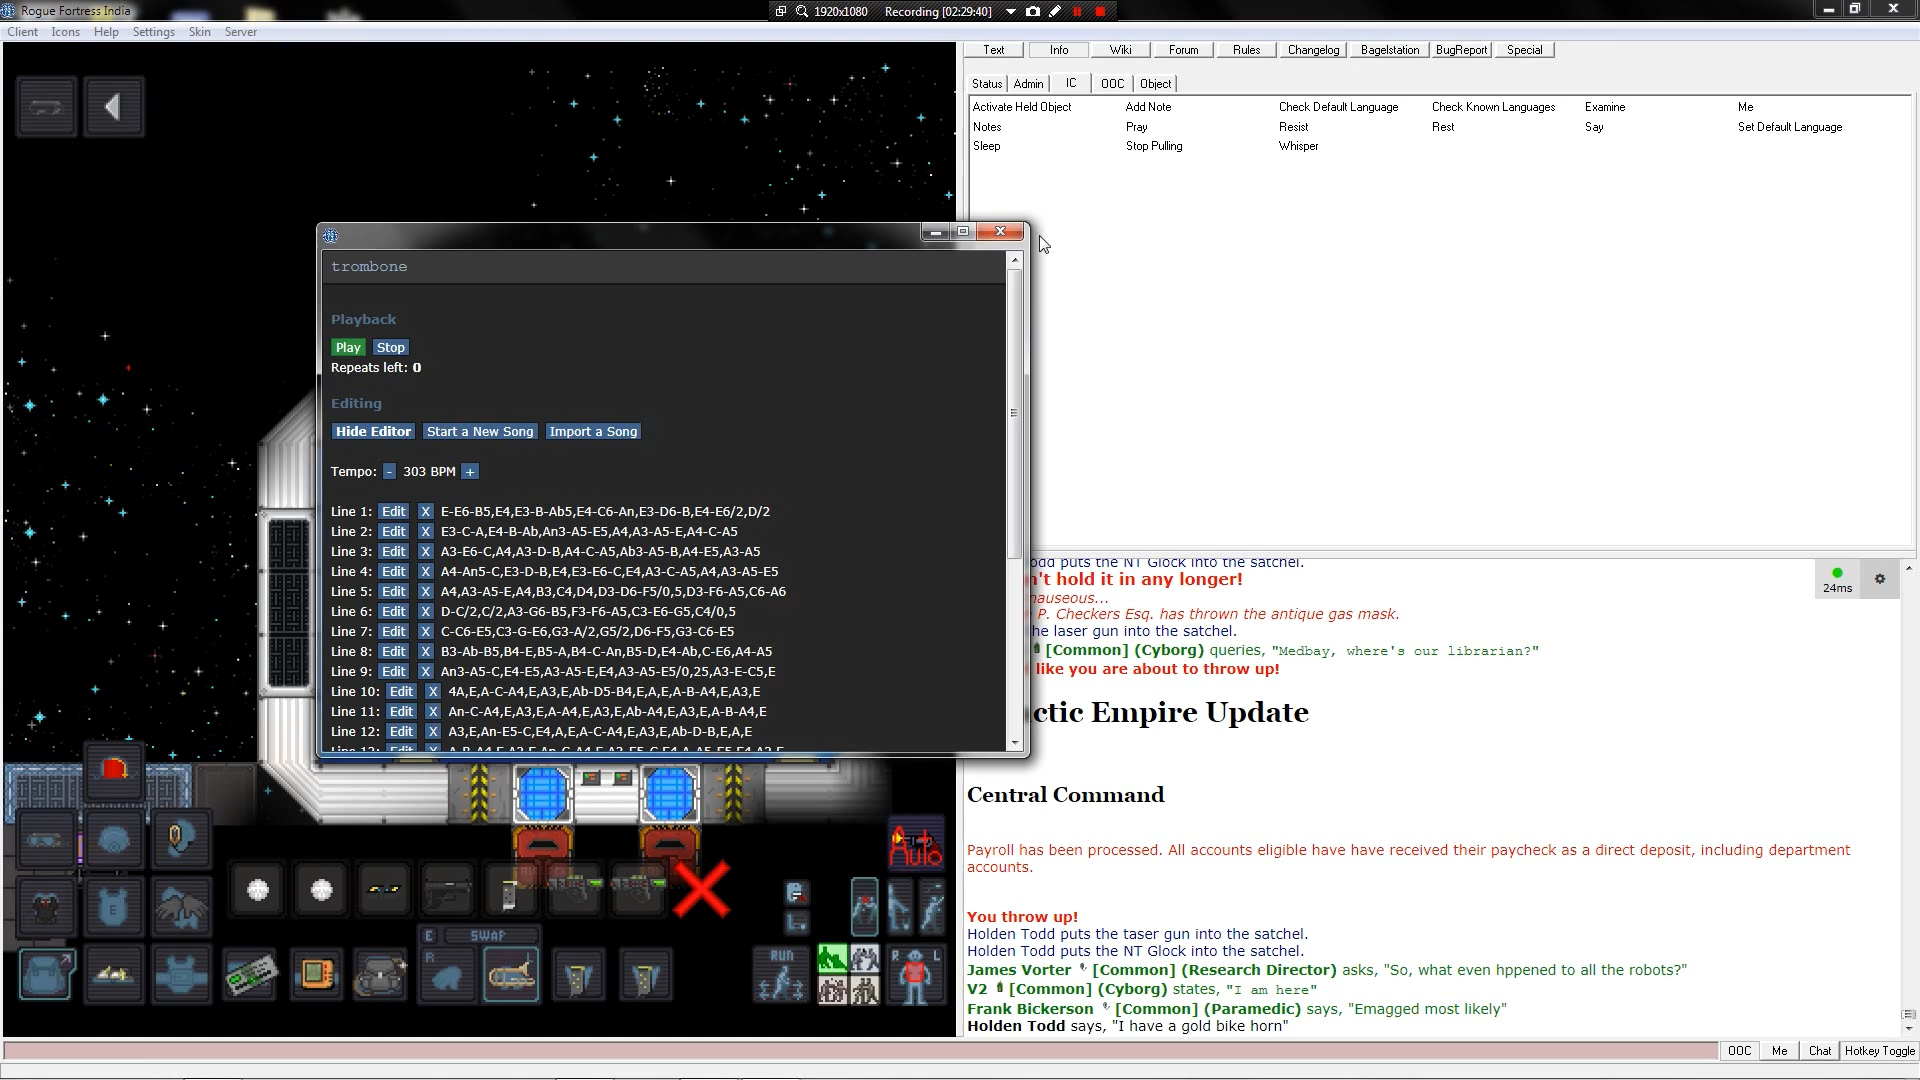 Rogue Fortress India
1920x1080 Recording [02:29:40]
Client Icons Help Settings Skin Server
Text Info Wiki Forum Rules Changelog Bagelstation BugReport Special
Status Admin IC OOC Object
Activate Held Object Add Note Check Default Language Check Known Languages Examine Me
Notes Pray Resist Rest Say Set Default Language
Sleep Stop Pulling Whisper
trombone
Playback
Play Stop
Repeats left: 0
Editing
Hide Editor Start a New Song Import a Song
Tempo: - 303 BPM +
Line 1: Edit X E-E6-B5,E4,E3-B-Ab5,E4-C6-An,E3-D6-B,E4-E6/2,D/2
Line 2: Edit X E3-C-A,E4-B-Ab,An3-A5-E5,A4,A3-A5-E,A4-C-A5
Line 3: Edit X A3-E6-C,A4,A3-D-B,A4-C-A5,Ab3-A5-B,A4-E5,A3-A5
Line 4: Edit X A4-An5-C,E3-D-B,E4,E3-E6-C,E4,A3-C-A5,A4,A3-A5-E5
Line 5: Edit X A4,A3-A5-E,A4,B3,C4,D4,D3-D6-F5/0,5,D3-F6-A5,C6-A6
Line 6: Edit X D-C/2,C/2,A3-G6-B5,F3-F6-A5,C3-E6-G5,C4/0,5
Line 7: Edit X C-C6-E5,C3-G-E6,G3-A/2,G5/2,D6-F5,G3-C6-E5
Line 8: Edit X B3-Ab-B5,B4-E,B5-A,B4-C-An,B5-D,E4-Ab,C-E6,A4-A5
Line 9: Edit X An3-A5-C,E4-E5,A3-A5-E,E4,A3-A5-E5/0,25,A3-E-C5,E
Line 10: Edit X 4A,E,A-C-A4,E,A3,E,Ab-D5-B4,E,A,E,A-B-A4,E,A3,E
Line 11: Edit X An-C-A4,E,A3,E,A-A4,E,A3,E,Ab-A4,E,A3,E,A-B-A4,E
Line 12: Edit X A3,E,An-E5-C,E4,A,E,A-C-A4,E,A3,E,Ab-D-B,E,A,E
odd puts the NT Glock into the satchel.
n't hold it in any longer!
nauseous...
P. Checkers Esq. has thrown the antique gas mask.
he laser gun into the satchel.
[Common] (Cyborg) queries, "Medbay, where's our librarian?"
like you are about to throw up!
24ms
ctic Empire Update
Central Command
Payroll has been processed. All accounts eligible have have received their paycheck as a direct deposit, including department
accounts.
You throw up!
Holden Todd puts the taser gun into the satchel.
Holden Todd puts the NT Glock into the satchel.
James Vorter [Common] (Research Director) asks, "So, what even hppened to all the robots?"
V2 [Common] (Cyborg) states, "I am here"
Frank Bickerson [Common] (Paramedic) says, "Emagged most likely"
Holden Todd says, "I have a gold bike horn"
Auto
E SWAP
R
RUN
R L
OOC Me Chat Hotkey Toggle